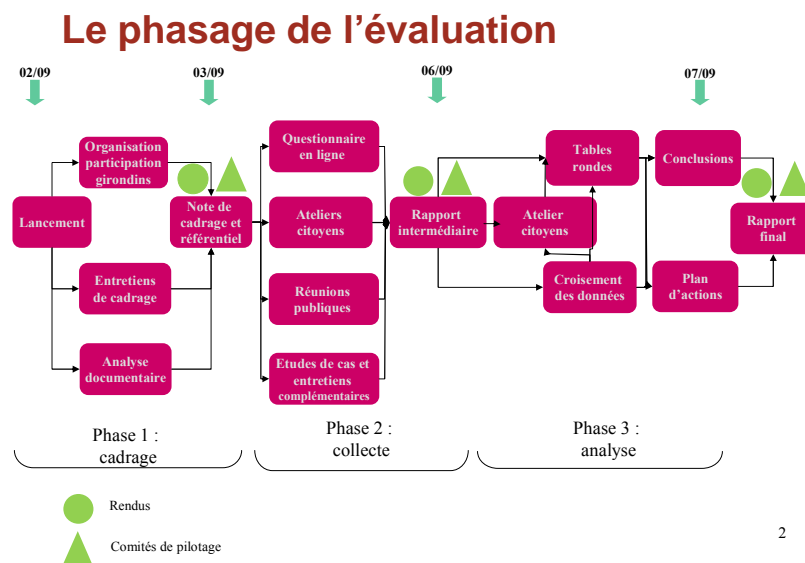 Le phasage de l’évaluation
02/09
03/09
06/09
07/09
Lancement
Organisation
participation
girondins
Entretiens
de cadrage
Analyse
documentaire
Note de
cadrage et
référentiel
Questionnaire
en ligne
Ateliers
citoyens
Réunions
publiques
Etudes de cas et
entretiens
complémentaires
Rapport
intermédiaire
Tables
rondes
Atelier
citoyens
Croisement
des données
Conclusions
Plan
d’actions
Rapport
final
Phase 1 :
cadrage
Phase 2 :
collecte
Phase 3 :
analyse
Rendus
Comités de pilotage
2